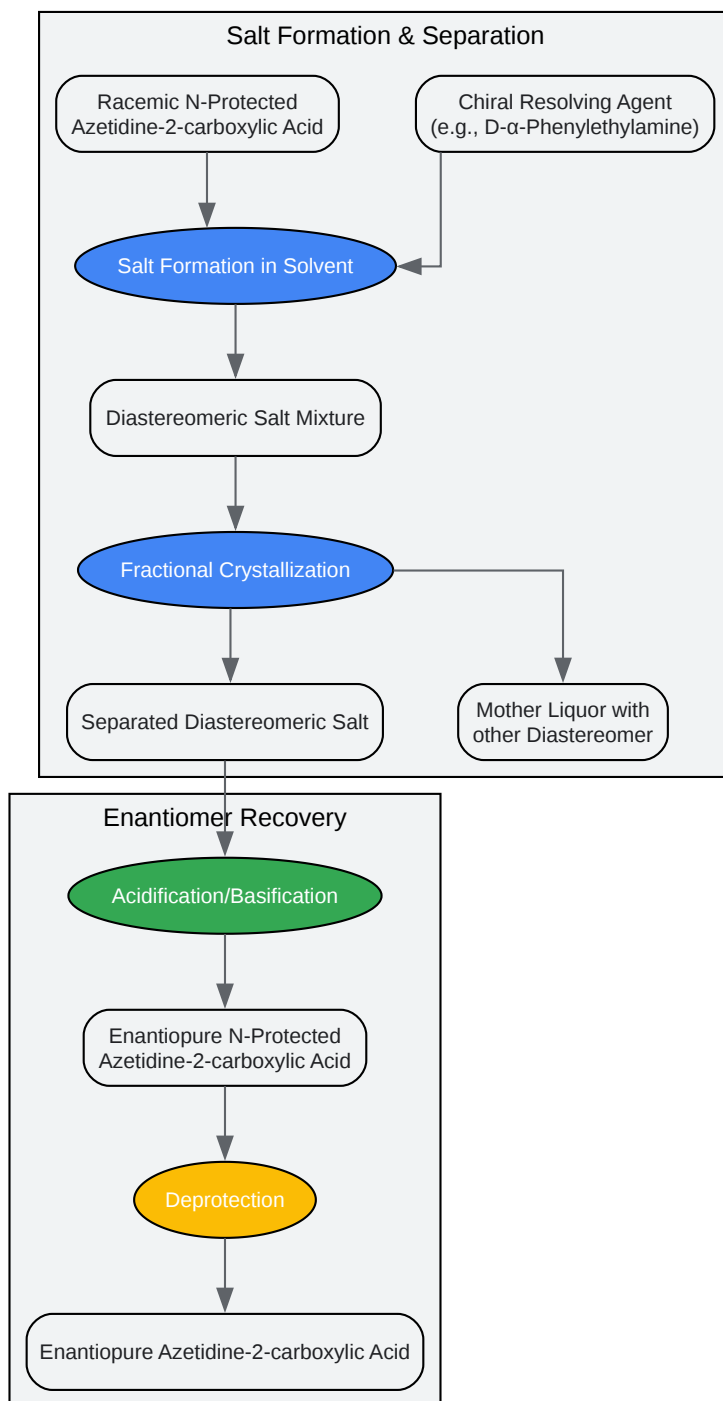 Salt Formation & Separation
Racemic N-Protected
Azetidine-2-carboxylic Acid
Chiral Resolving Agent
(e.g., D-α-Phenylethylamine)
Salt Formation in Solvent
Diastereomeric Salt Mixture
Fractional Crystallization
Separated Diastereomeric Salt
Mother Liquor with
other Diastereomer
Enantiomer Recovery
Acidification/Basification
Enantiopure N-Protected
Azetidine-2-carboxylic Acid
Deprotection
Enantiopure Azetidine-2-carboxylic Acid